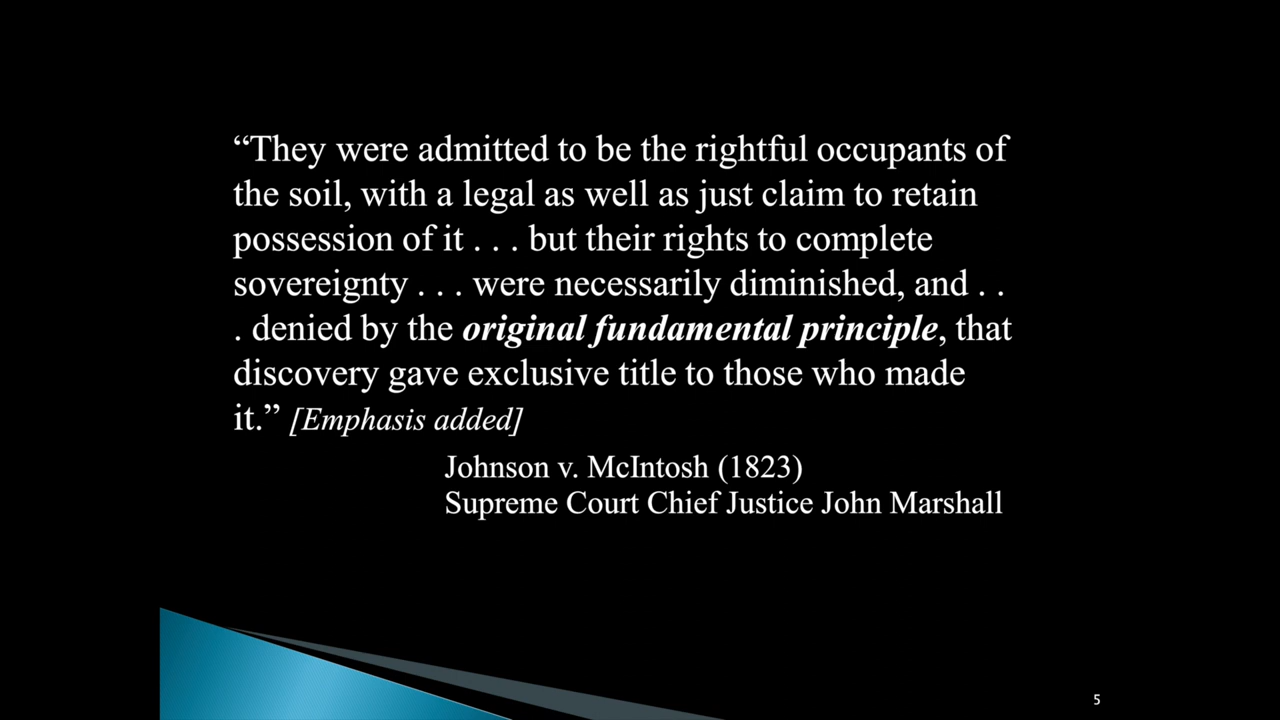 “They were admitted to be the rightful occupants of
the soil, with a legal as well as just claim to retain
possession of it . . . but their rights to complete
sovereignty . . . were necessarily diminished, and . .
. denied by the original fundamental principle, that
discovery gave exclusive title to those who made
it.” [Emphasis added]
Johnson v. McIntosh (1823)
Supreme Court Chief Justice John Marshall
5